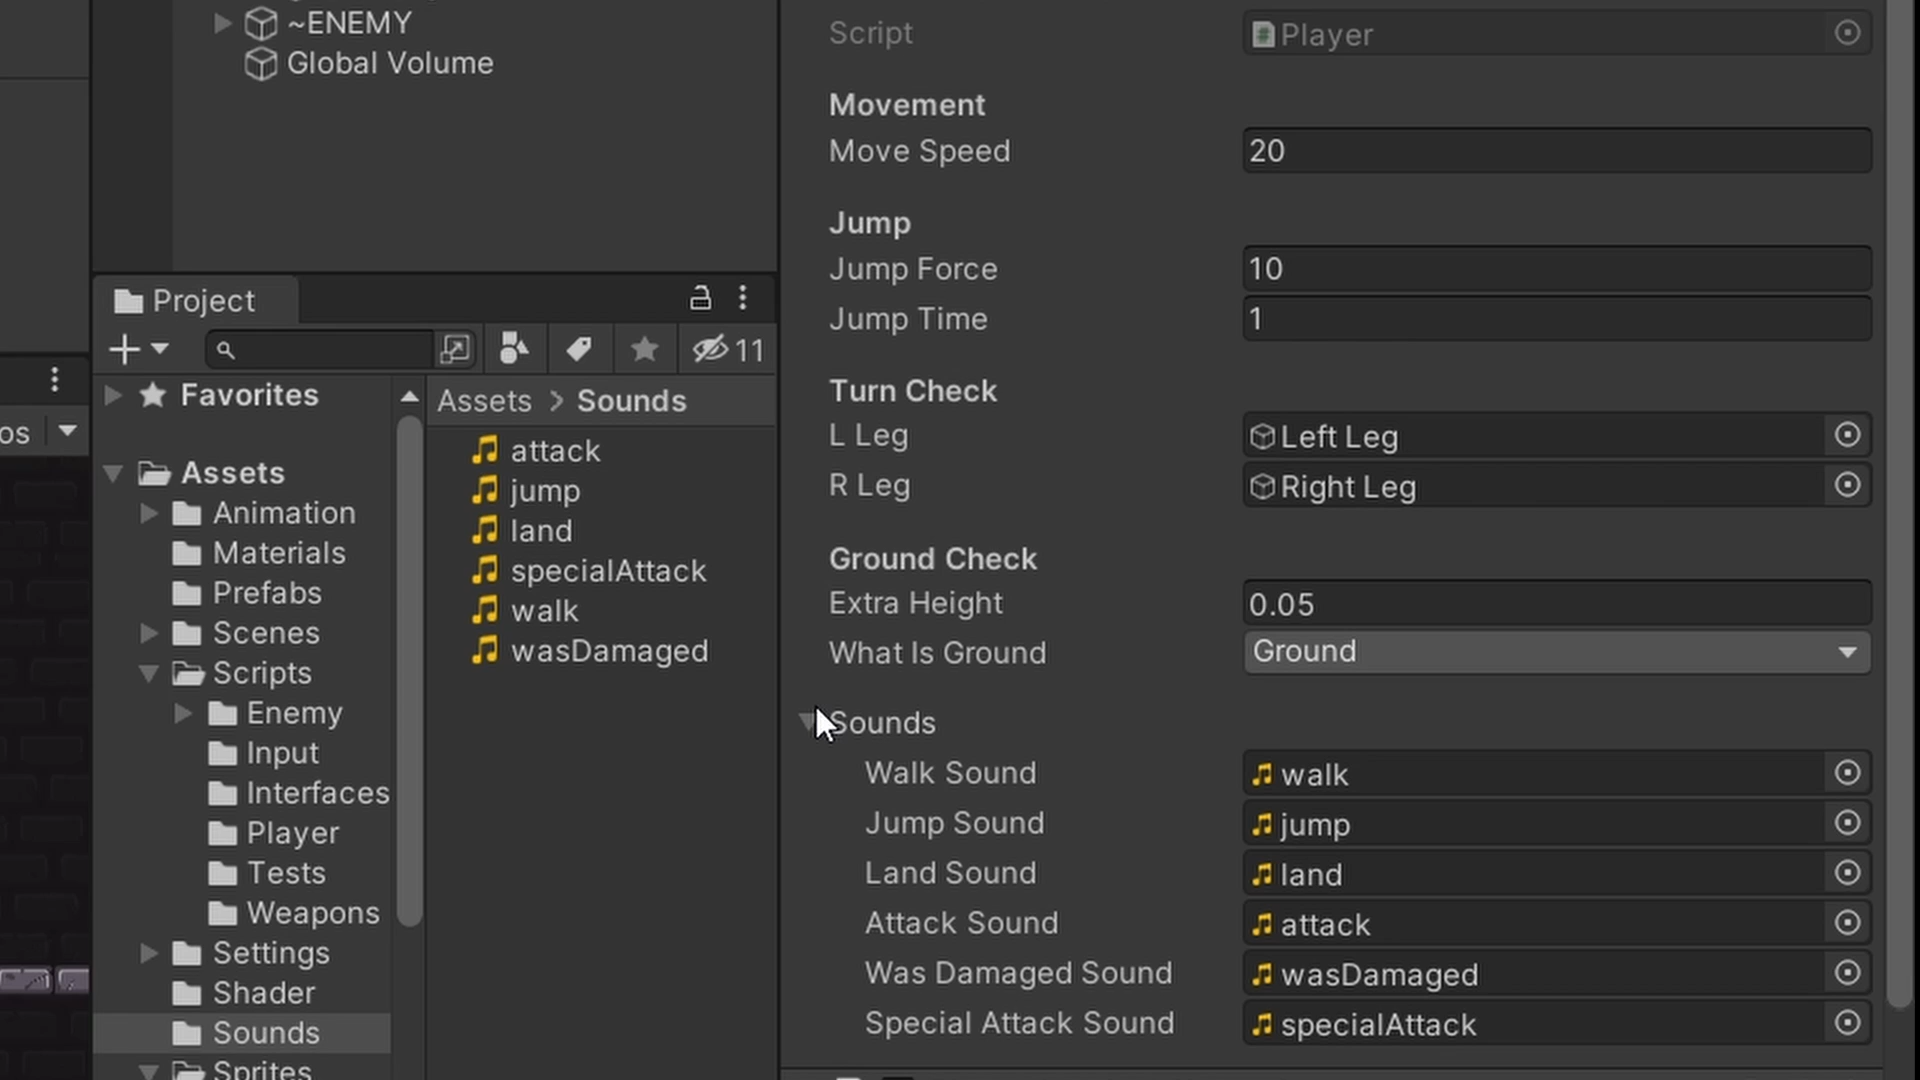 ~ENEMY
Global Volume
Project
11
Favorites
Assets
Animation
Materials
Prefabs
Scenes
Scripts
Enemy
Input
Interfaces
Player
Tests
Weapons
Settings
Shader
Sounds
Sprites
Assets > Sounds
attack
jump
land
specialAttack
walk
wasDamaged
os
Script Player
Movement
Move Speed 20
Jump
Jump Force 10
Jump Time 1
Turn Check
L Leg Left Leg
R Leg Right Leg
Ground Check
Extra Height 0.05
What Is Ground Ground
Sounds
Walk Sound walk
Jump Sound jump
Land Sound land
Attack Sound attack
Was Damaged Sound wasDamaged
Special Attack Sound specialAttack